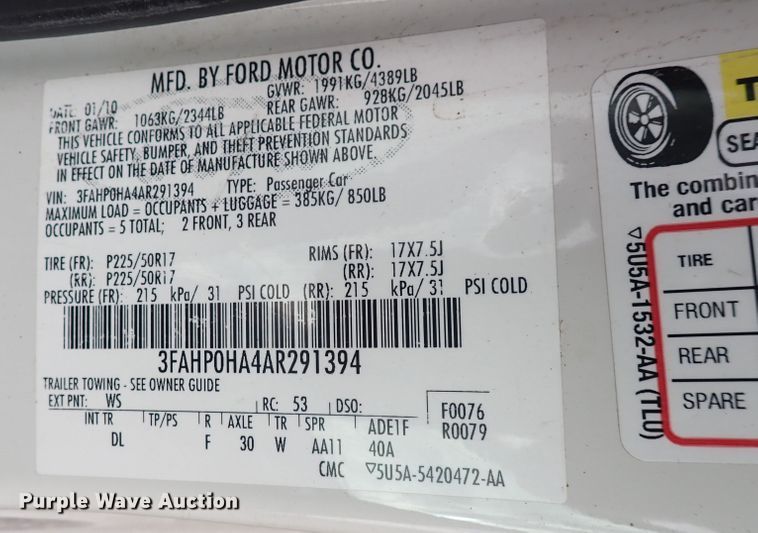 MFD. BY FORD MOTOR CO.
DATE: 01/10 GVWR: 1991KG/4389LB
FRONT GAWR: 1063KG/2344LB REAR GAWR: 928KG/2045LB
THIS VEHICLE CONFORMS TO ALL APPLICABLE FEDERAL MOTOR
VEHICLE SAFETY, BUMPER, AND THEFT PREVENTION STANDARDS
IN EFFECT ON THE DATE OF MANUFACTURE SHOWN ABOVE.
VIN: 3FAHP0HA4AR291394 TYPE: Passenger Car
MAXIMUM LOAD = OCCUPANTS + LUGGAGE = 385KG/ 850LB
OCCUPANTS = 5 TOTAL; 2 FRONT, 3 REAR
TIRE (FR): P225/50R17 RIMS (FR): 17X7.5J
(RR): P225/50R17 (RR): 17X7.5J
PRESSURE (FR): 215 kPa/ 31 PSI COLD (RR): 215 kPa/ 31 PSI COLD
3FAHP0HA4AR291394
TRAILER TOWING - SEE OWNER GUIDE
EXT PNT: WS RC: 53 DSO: F0076
INT TR TP/PS R AXLE TR SPR ADE1F R0079
DL F 30 W AA11 40A
CMC ▽5U5A-5420472-AA
T
SEA
The combin
and car
▽5U5A-1532-AA (TL0)
TIRE
FRONT
REAR
SPARE
Purple Wave Auction